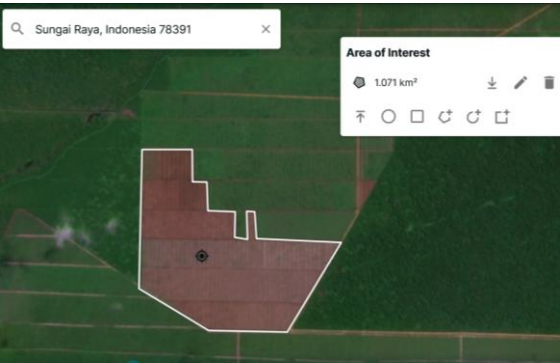 Sungai Raya, Indonesia 78391
Area of Interest
1.071 km²